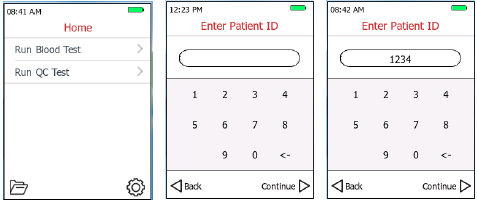 08:41 AM
Home
Run Blood Test
Run QC Test
12:23 PM
Enter Patient ID
1 2 3 4
5 6 7 8
9 0 <-
Back Continue
08:42 AM
Enter Patient ID
1234
1 2 3 4
5 6 7 8
9 0 <-
Back Continue